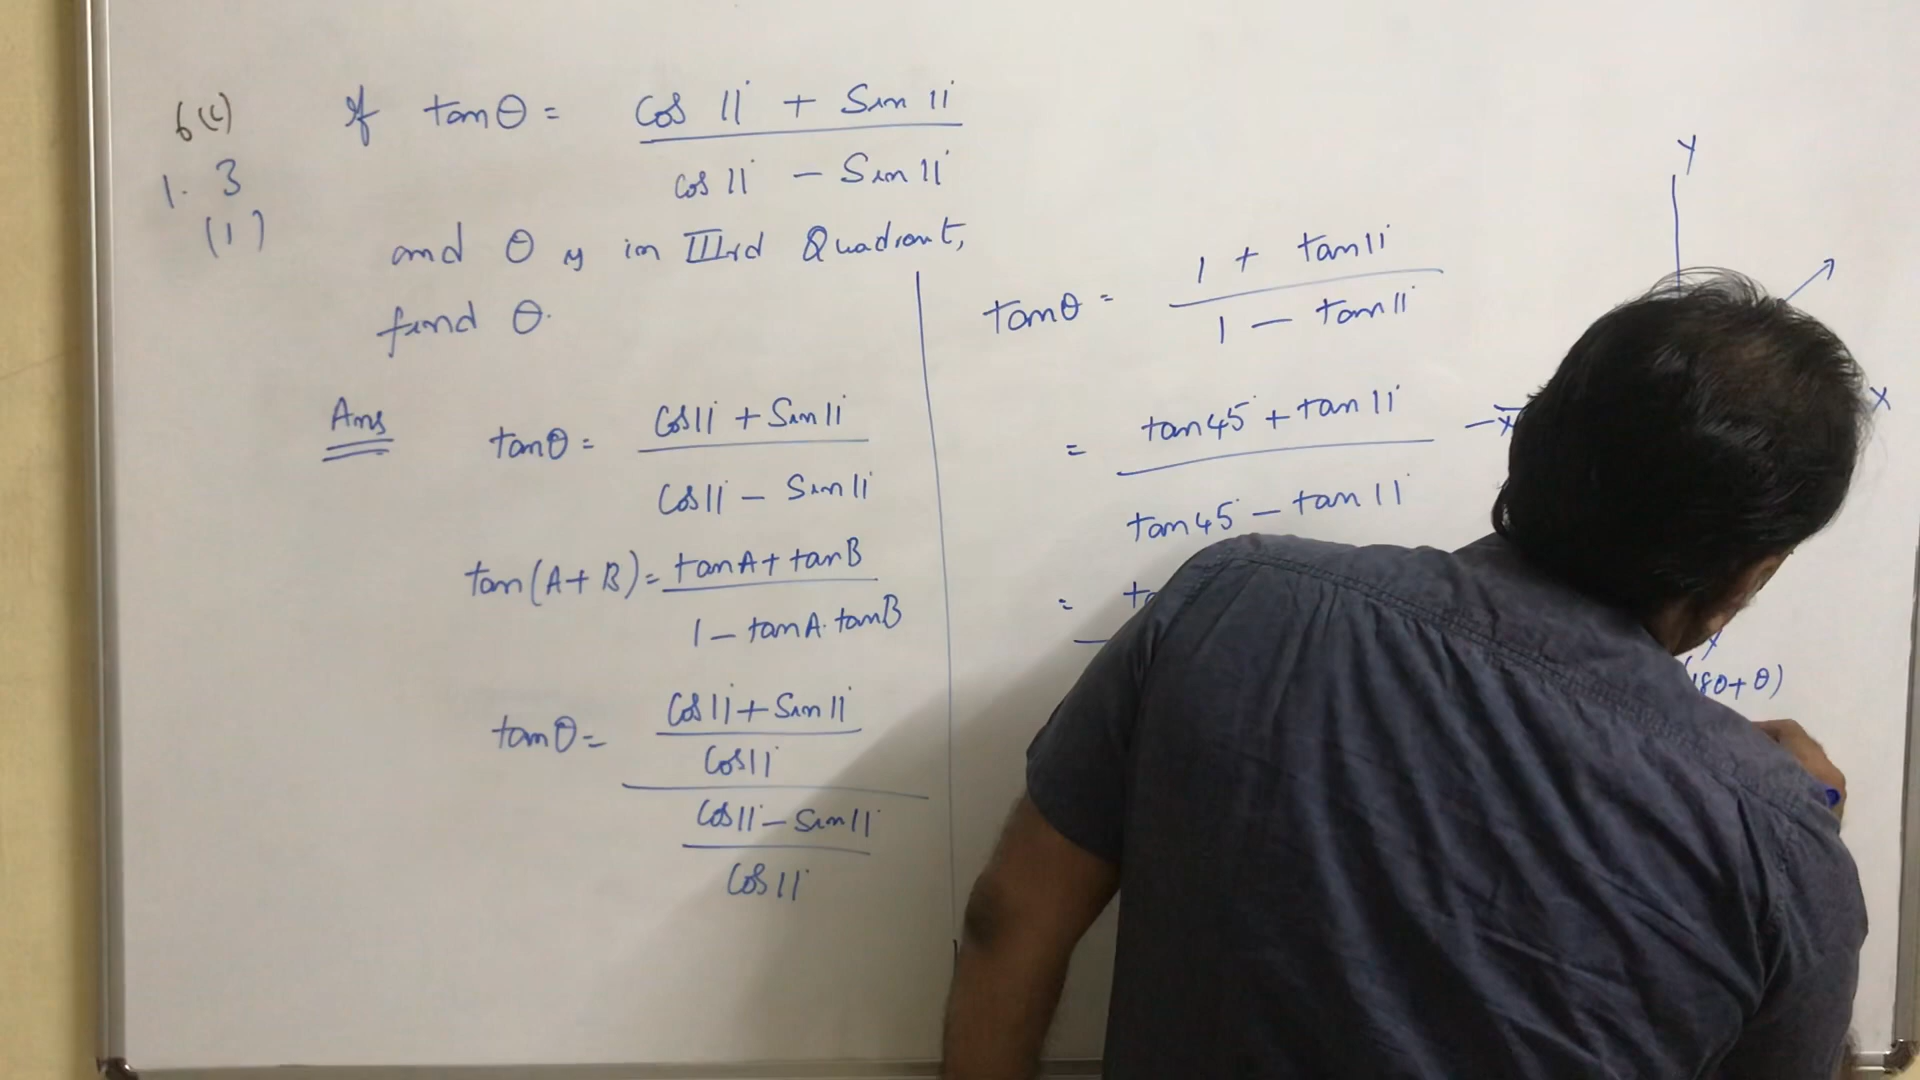 6(c)
1. 3
(1)
If tanθ = cos 11° + Sin 11°
cos 11° - Sin 11°
and θ is in IIIrd Quadrant,
find θ.
Ans
tanθ = Cos11° + Sin11°
Cos11° - Sin11°
tan(A+B) = tanA + tanB
1 - tanA.tanB
tanθ = Cos11° + Sin11°
Cos11°
Cos11° - Sin11°
Cos11°
tanθ = 1 + tan11°
1 - tan11°
= tan45° + tan11°
tan45° - tan11°
=
Y
X
(180+θ)